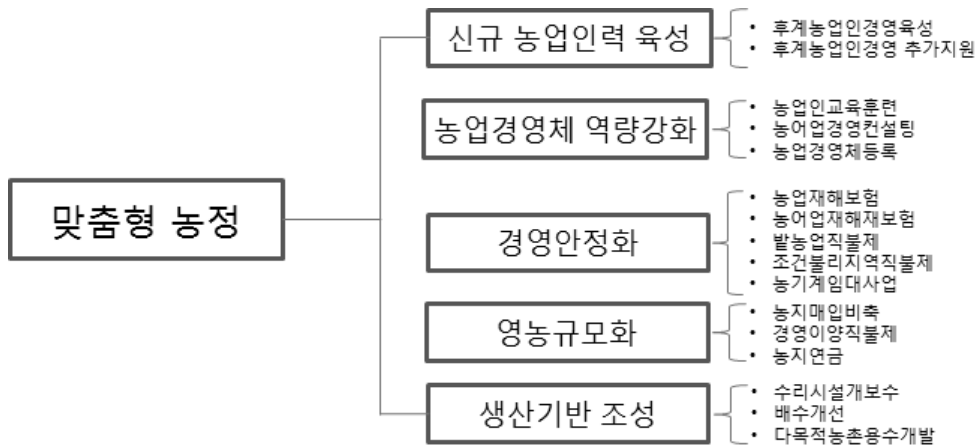 맞춤형 농정
신규 농업인력 육성
• 후계농업인경영육성
• 후계농업인경영 추가지원
농업경영체 역량강화
• 농업인교육훈련
• 농어업경영컨설팅
• 농업경영체등록
경영안정화
• 농업재해보험
• 농어업재해재보험
• 밭농업직불제
• 조건불리지역직불제
• 농기계임대사업
영농규모화
• 농지매입비축
• 경영이양직불제
• 농지연금
생산기반 조성
• 수리시설개보수
• 배수개선
• 다목적농촌용수개발